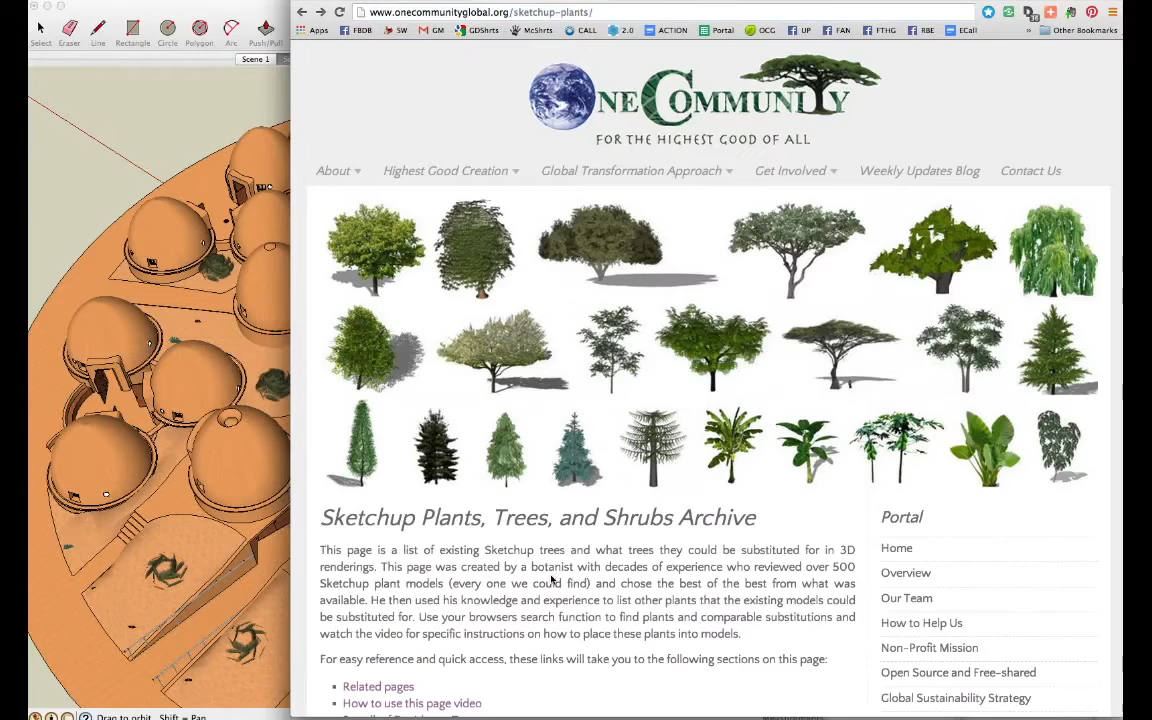 www.onecommunityglobal.org/sketchup-plants/
Select Eraser Line Rectangle Circle Polygon Arc Push/Pull
Apps FBDB SW GM GDShrts McShrts CALL 2.0 ACTION Portal OCG UP FAN FTHG RBE ECall » Other Bookmarks
Scene 1
ONE COMMUNITY
FOR THE HIGHEST GOOD OF ALL
About Highest Good Creation Global Transformation Approach Get Involved Weekly Updates Blog Contact Us
Sketchup Plants, Trees, and Shrubs Archive
This page is a list of existing Sketchup trees and what trees they could be substituted for in 3D
renderings. This page was created by a botanist with decades of experience who reviewed over 500
Sketchup plant models (every one we could find) and chose the best of the best from what was
available. He then used his knowledge and experience to list other plants that the existing models could
be substituted for. Use your browsers search function to find plants and comparable substitutions and
watch the video for specific instructions on how to place these plants into models.
For easy reference and quick access, these links will take you to the following sections on this page:
Related pages
How to use this page video
Portal
Home
Overview
Our Team
How to Help Us
Non-Profit Mission
Open Source and Free-shared
Global Sustainability Strategy
Drag to orbit. Shift = Pan